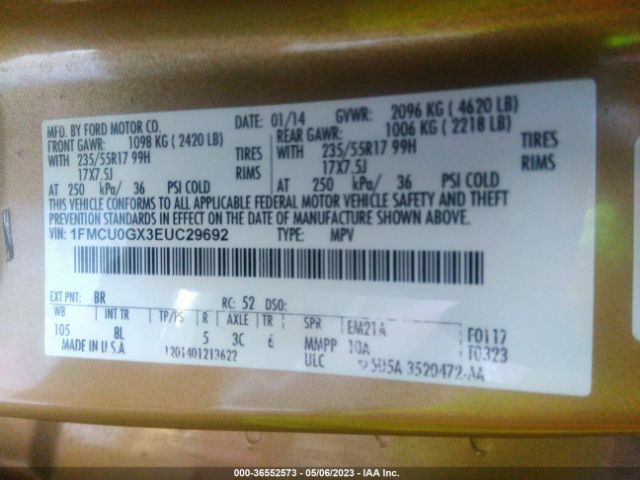 MFD. BY FORD MOTOR CO. DATE: 01/14 GVWR: 2096 KG ( 4620 LB)
FRONT GAWR: 1098 KG ( 2420 LB) REAR GAWR: 1006 KG ( 2218 LB)
WITH 235/55R17 99H TIRES WITH 235/55R17 99H TIRES
17X7.5J RIMS 17X7.5J RIMS
AT 250 kPa/ 36 PSI COLD AT 250 kPa/ 36 PSI COLD
THIS VEHICLE CONFORMS TO ALL APPLICABLE FEDERAL MOTOR VEHICLE SAFETY AND THEFT
PREVENTION STANDARDS IN EFFECT ON THE DATE OF MANUFACTURE SHOWN ABOVE.
VIN: 1FMCU0GX3EUC29692 TYPE: MPV
EXT PNT: BR RC: 52 DSO:
WB INT TR TP/PS R AXLE TR SPR EM21A F0117
105 8L 5 3C 6 MMPP 10A T0323
MADE IN U.S.A. 1201401213622 ULC 5U5A 3520472-AA
000-36552573 - 05/06/2023 - IAA Inc.